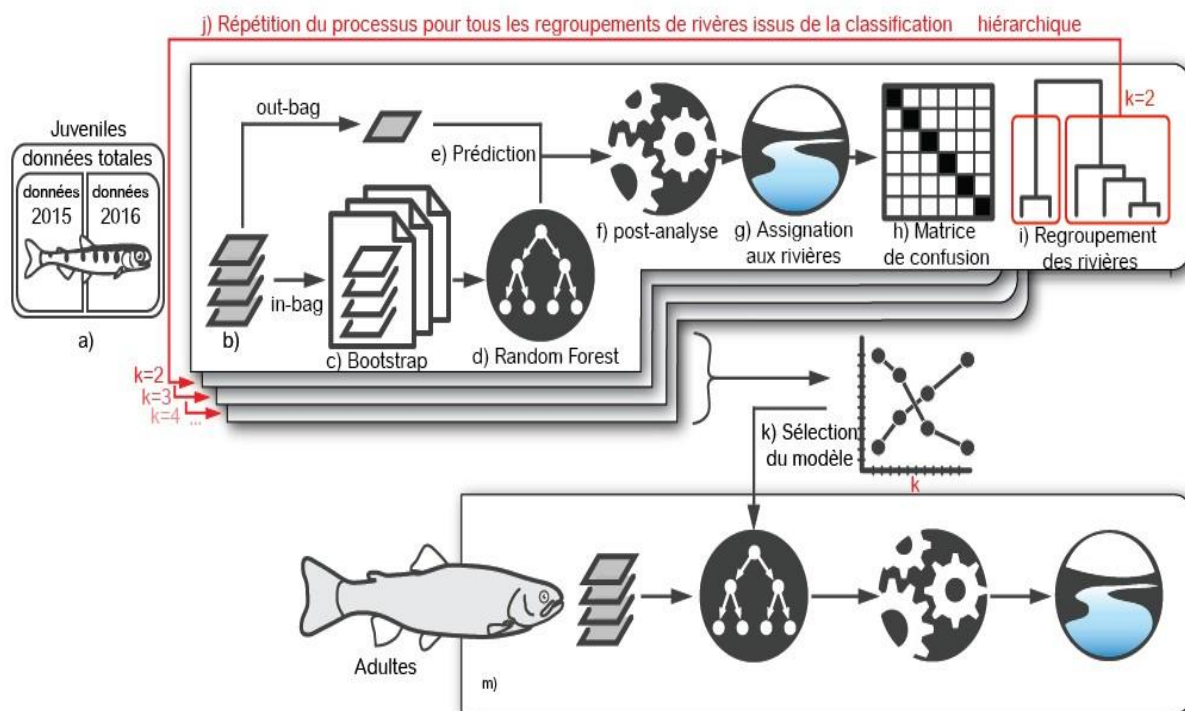 j) Répétition du processus pour tous les regroupements de rivières issus de la classification hiérarchique
k=2
out-bag
Juveniles
données totales
données
2015
données
2016
a)
e) Prédiction
f) post-analyse
g) Assignation
aux rivières
h) Matrice
de confusion
i) Regroupement
des rivières
in-bag
b)
c) Bootstrap
d) Random Forest
k=2
k=3
k=4 ...
k) Sélection
du modèle
k
Adultes
m)